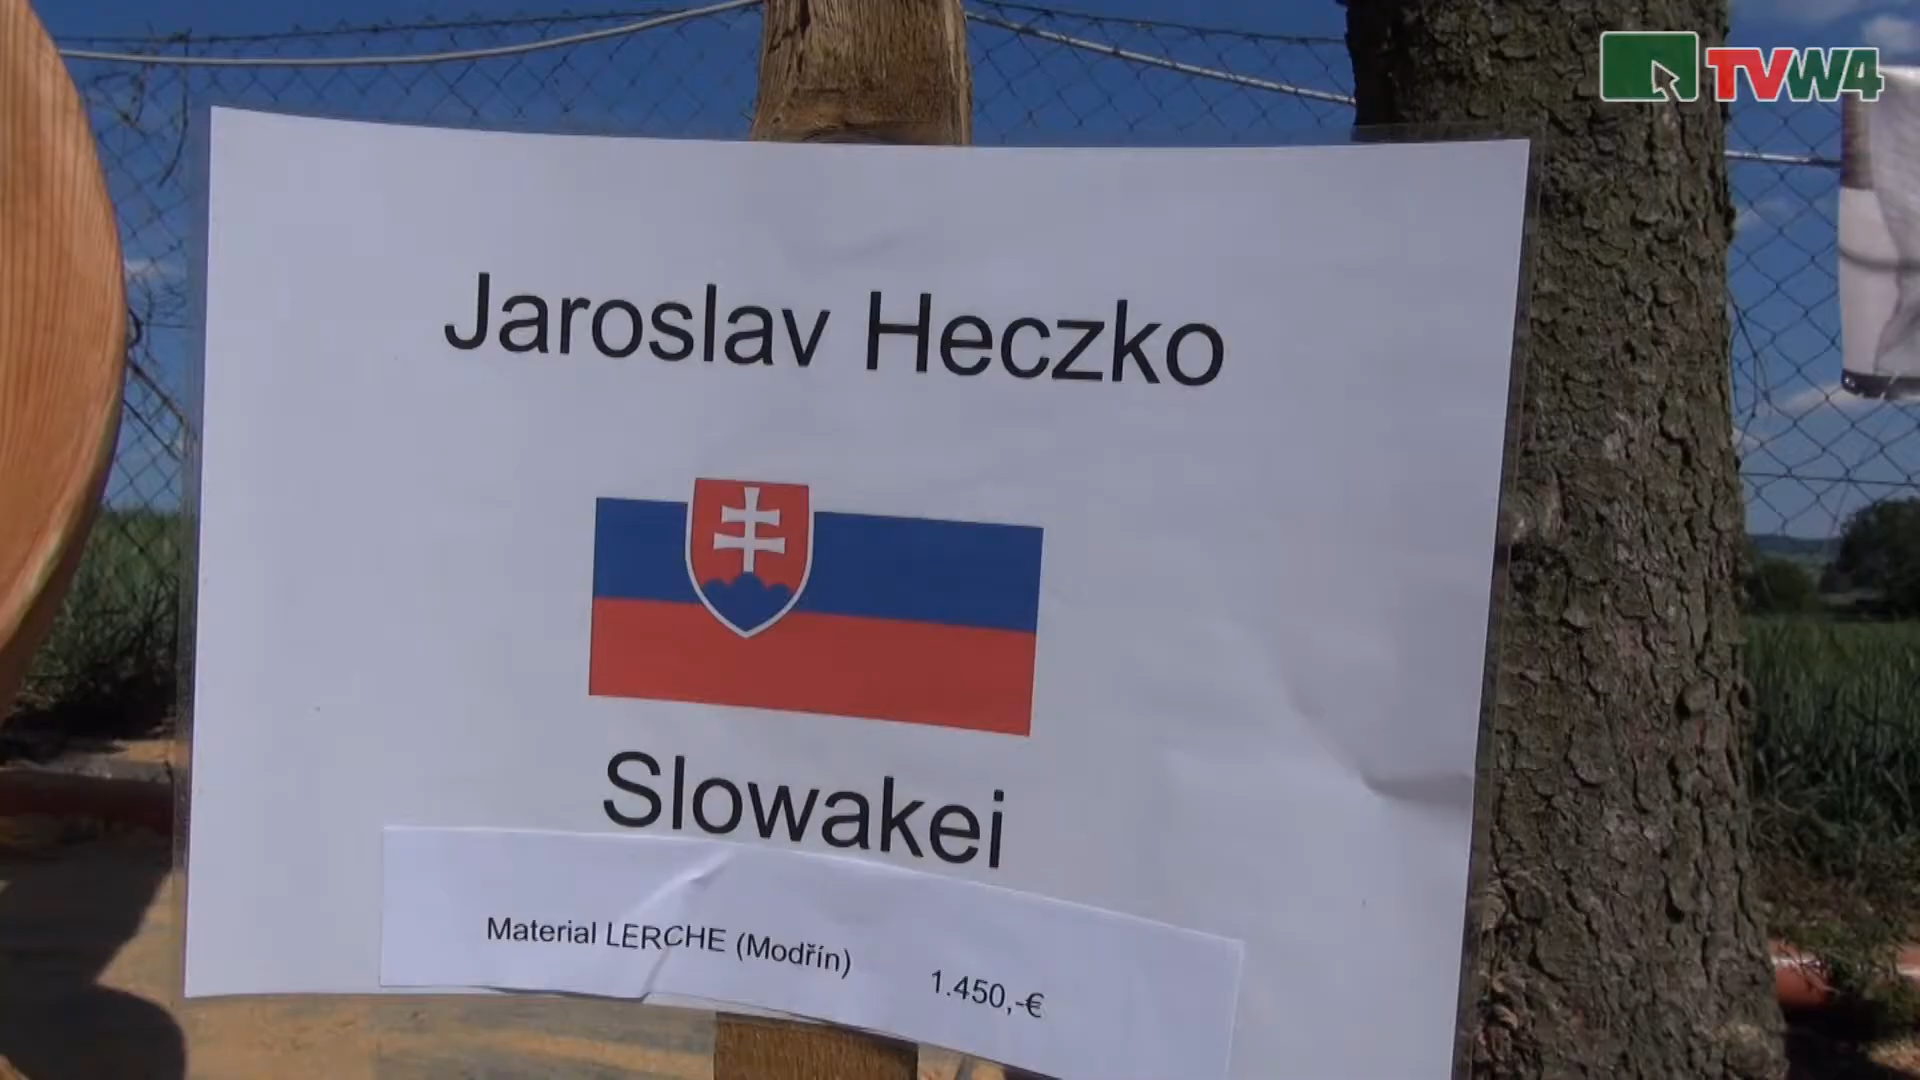 TVW4
Jaroslav Heczko
Slowakei
Material LERCHE (Modřín) 1.450,-€